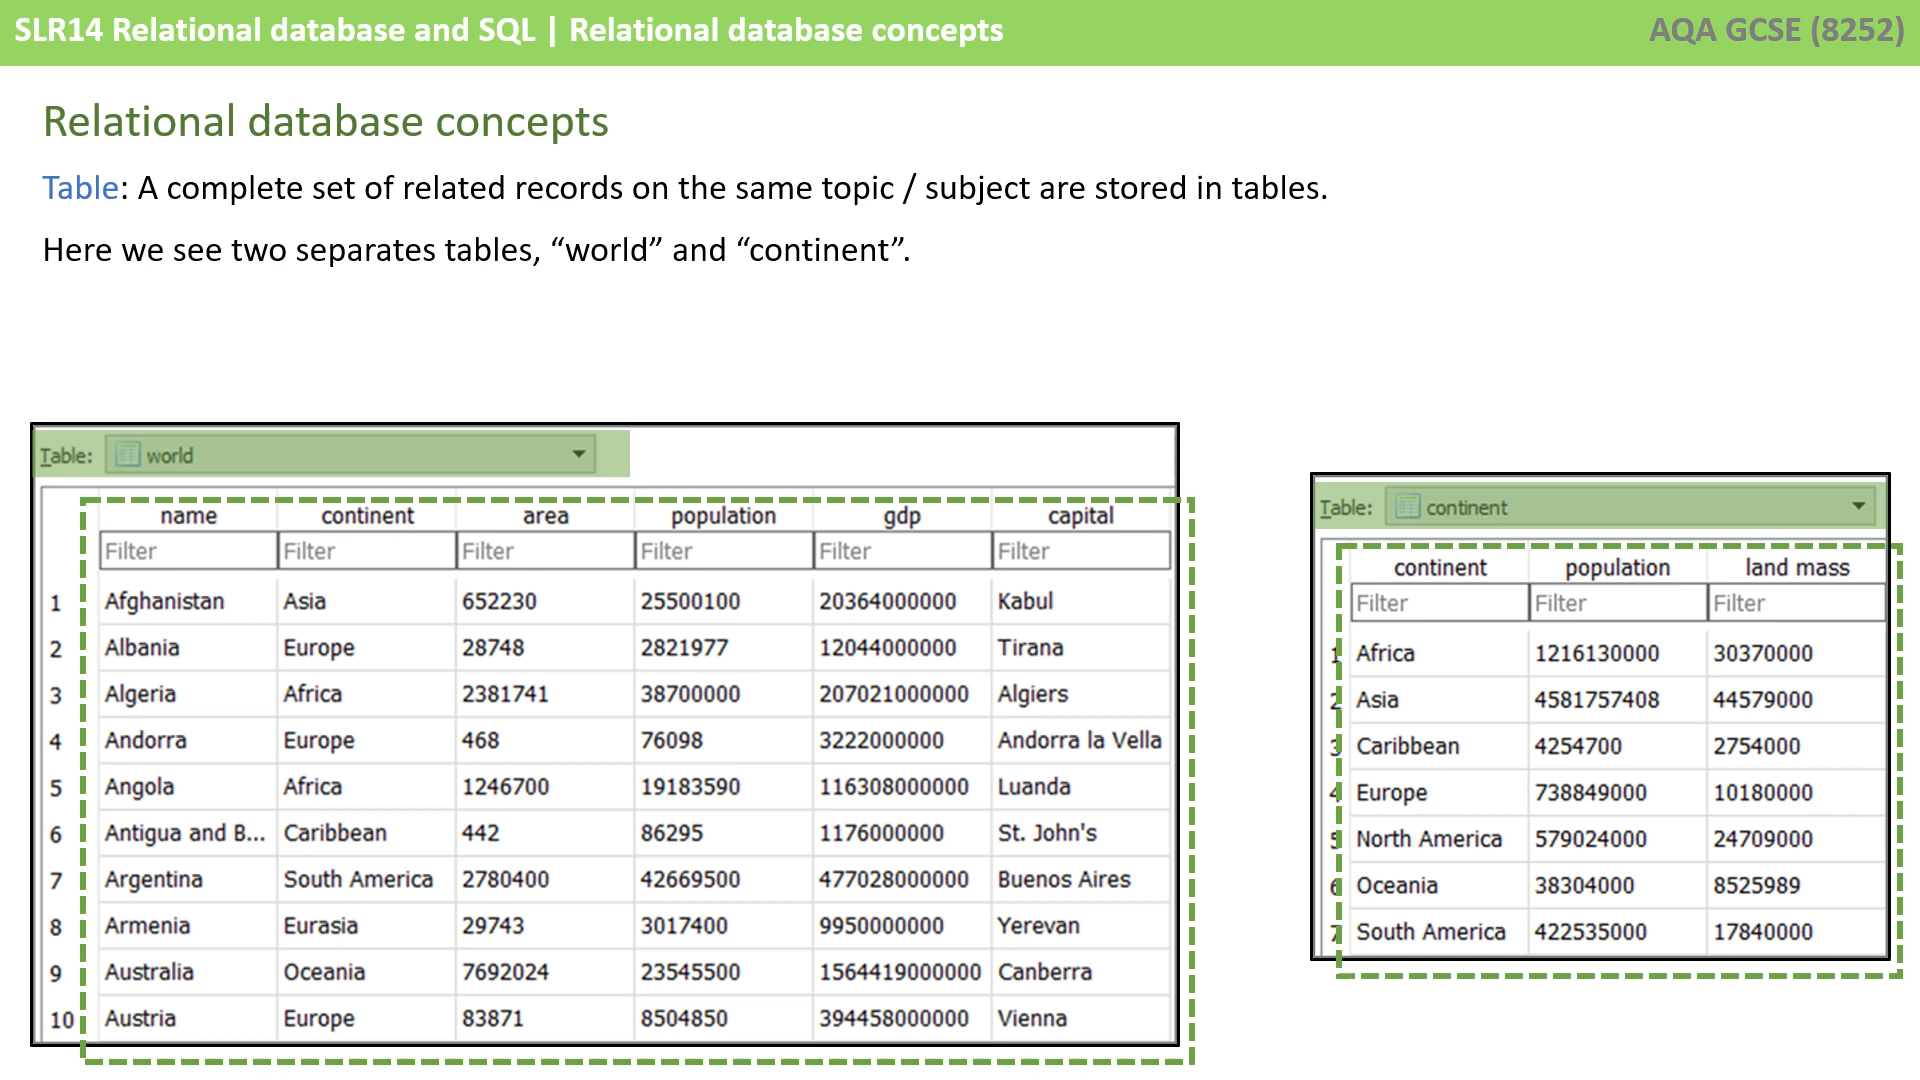 SLR14 Relational database and SQL | Relational database concepts
AQA GCSE (8252)
Relational database concepts
Table: A complete set of related records on the same topic / subject are stored in tables.
Here we see two separates tables, “world” and “continent”.
Table: world
name continent area population gdp capital
Filter Filter Filter Filter Filter Filter
1 Afghanistan Asia 652230 25500100 20364000000 Kabul
2 Albania Europe 28748 2821977 12044000000 Tirana
3 Algeria Africa 2381741 38700000 207021000000 Algiers
4 Andorra Europe 468 76098 3222000000 Andorra la Vella
5 Angola Africa 1246700 19183590 116308000000 Luanda
6 Antigua and B... Caribbean 442 86295 1176000000 St. John's
7 Argentina South America 2780400 42669500 477028000000 Buenos Aires
8 Armenia Eurasia 29743 3017400 9950000000 Yerevan
9 Australia Oceania 7692024 23545500 1564419000000 Canberra
10 Austria Europe 83871 8504850 394458000000 Vienna
Table: continent
continent population land mass
Filter Filter Filter
1 Africa 1216130000 30370000
2 Asia 4581757408 44579000
3 Caribbean 4254700 2754000
4 Europe 738849000 10180000
5 North America 579024000 24709000
6 Oceania 38304000 8525989
7 South America 422535000 17840000